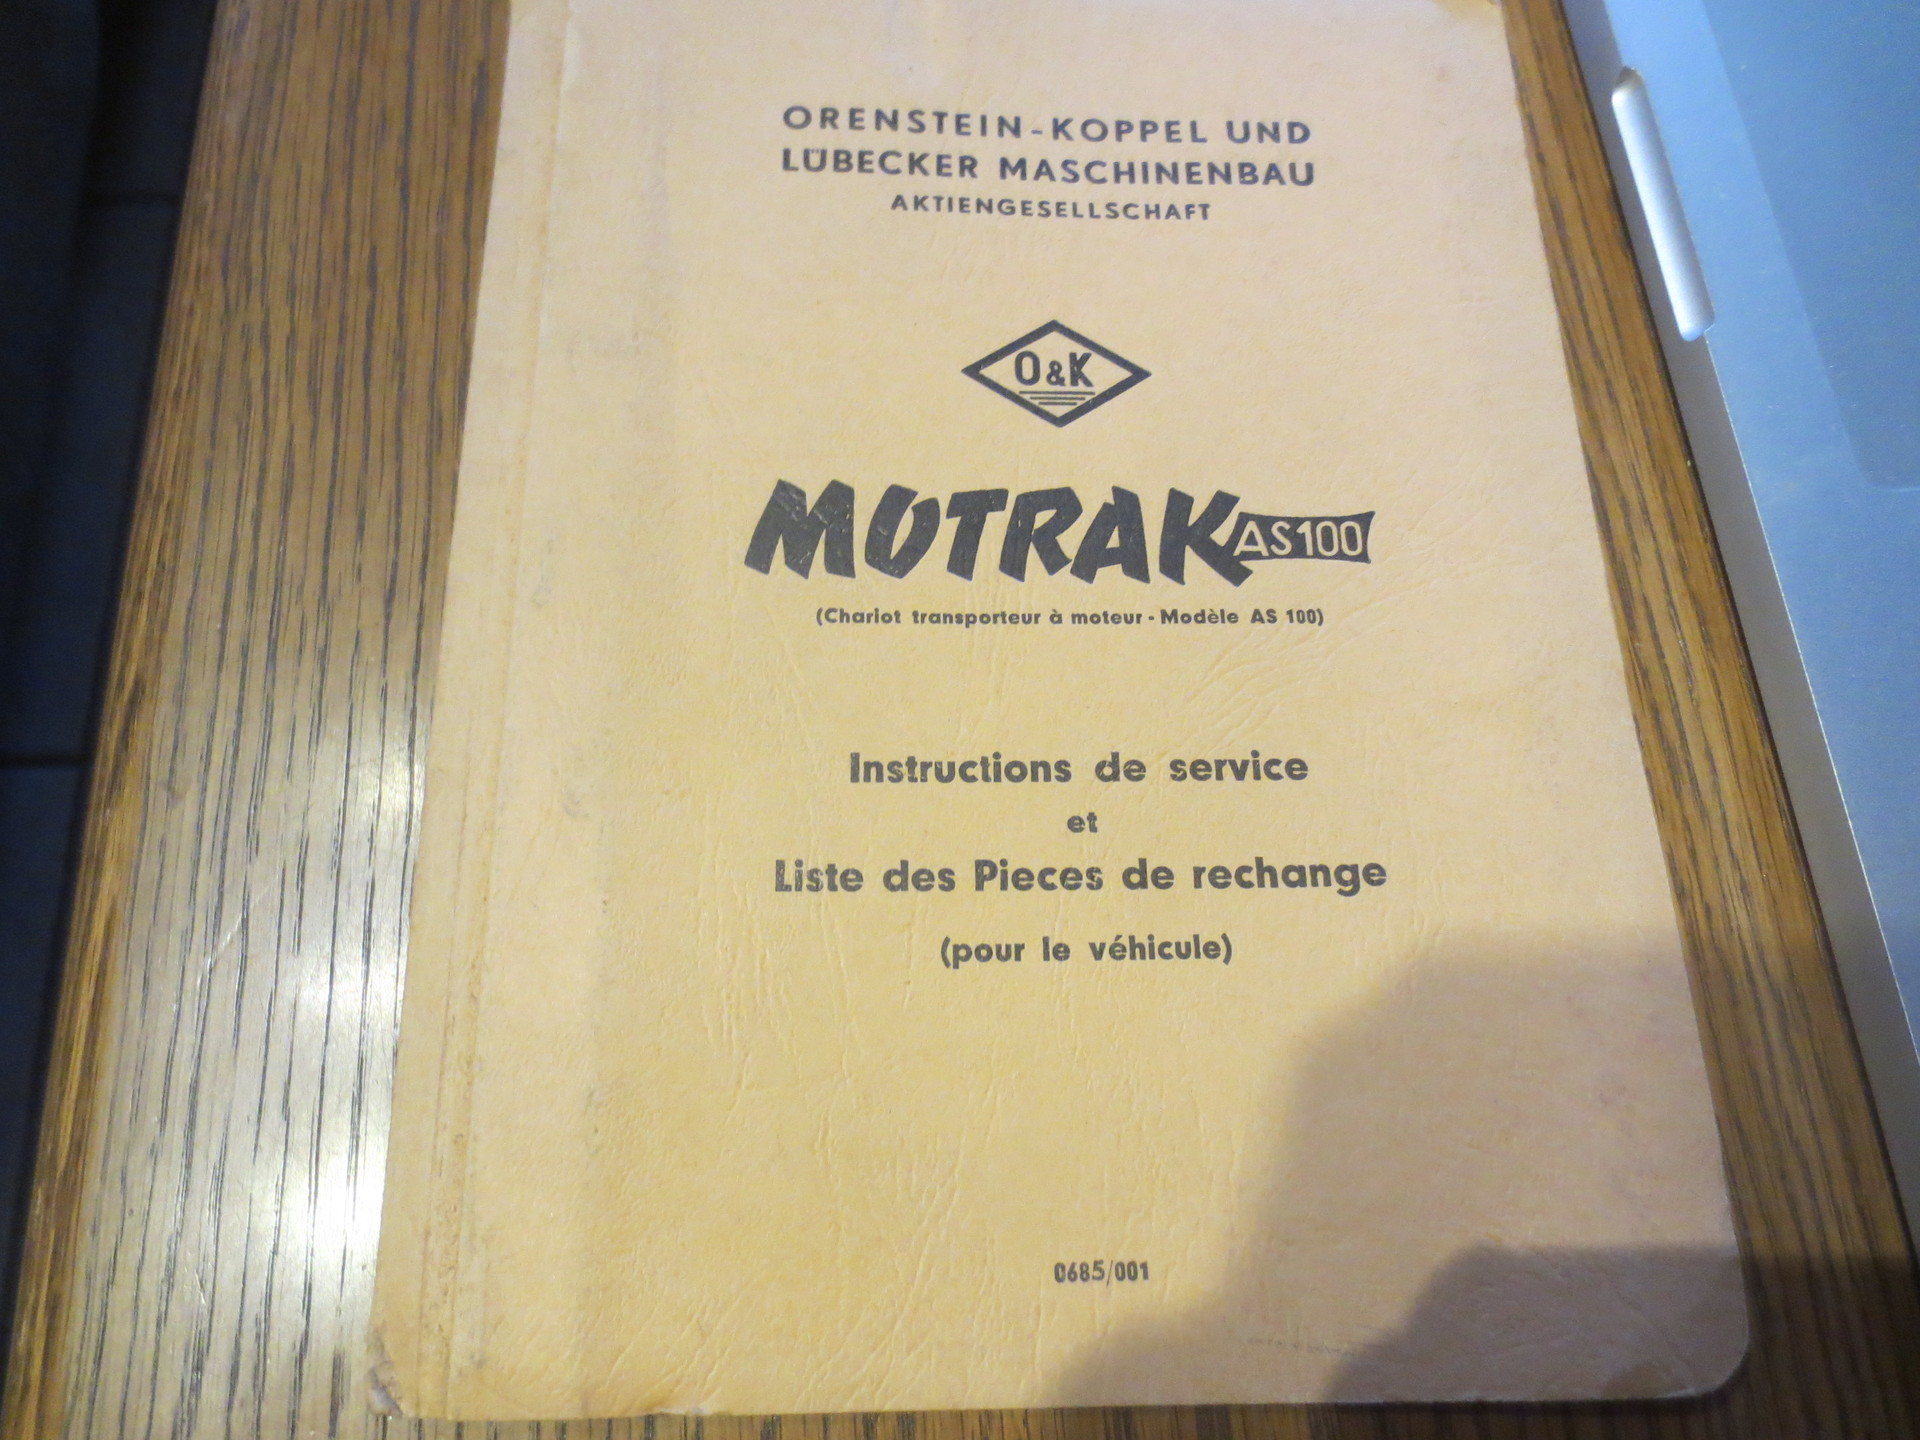 ORENSTEIN-KOPPEL UND
LÜBECKER MASCHINENBAU
AKTIENGESELLSCHAFT
O&K
MOTRAK AS100
(Chariot transporteur à moteur - Modèle AS 100)
Instructions de service
et
Liste des Pieces de rechange
(pour le véhicule)
0685/001